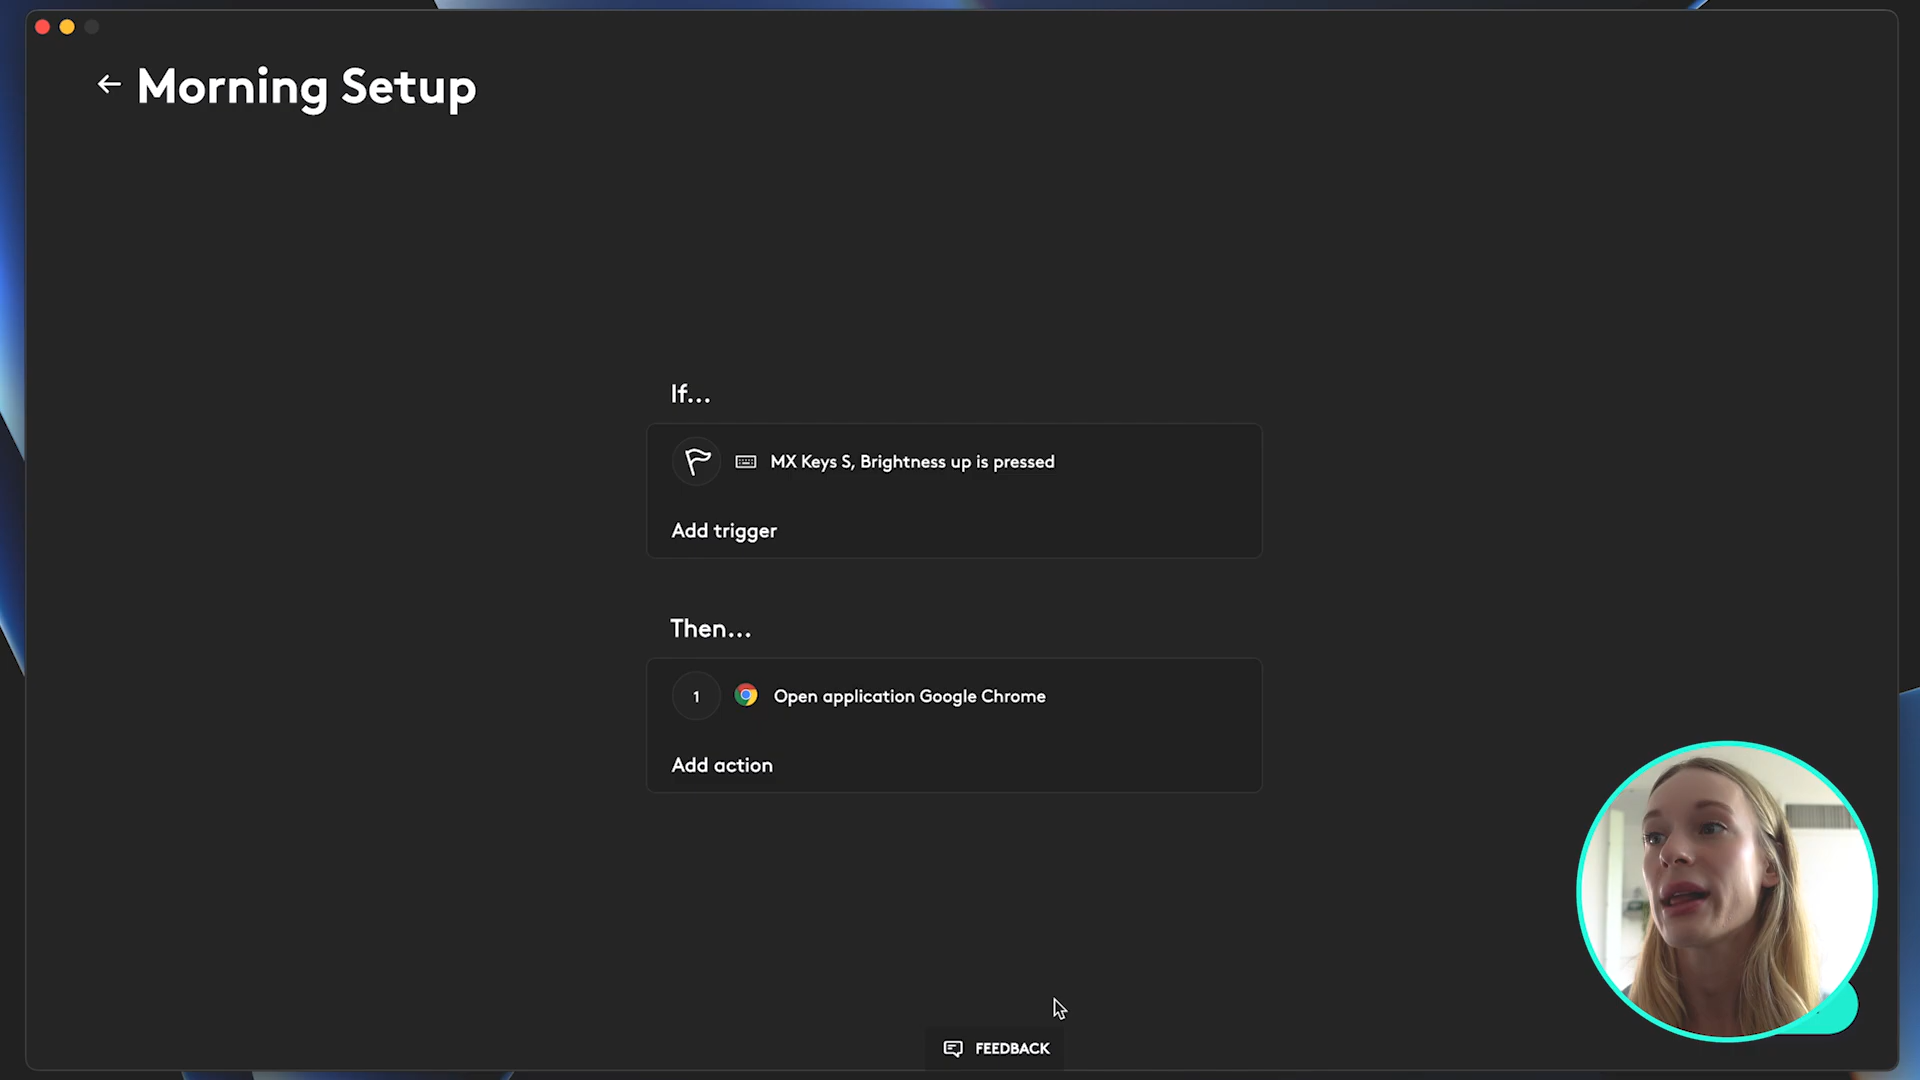 Morning Setup
If...
MX Keys S, Brightness up is pressed
Add trigger
Then...
1
Open application Google Chrome
Add action
FEEDBACK